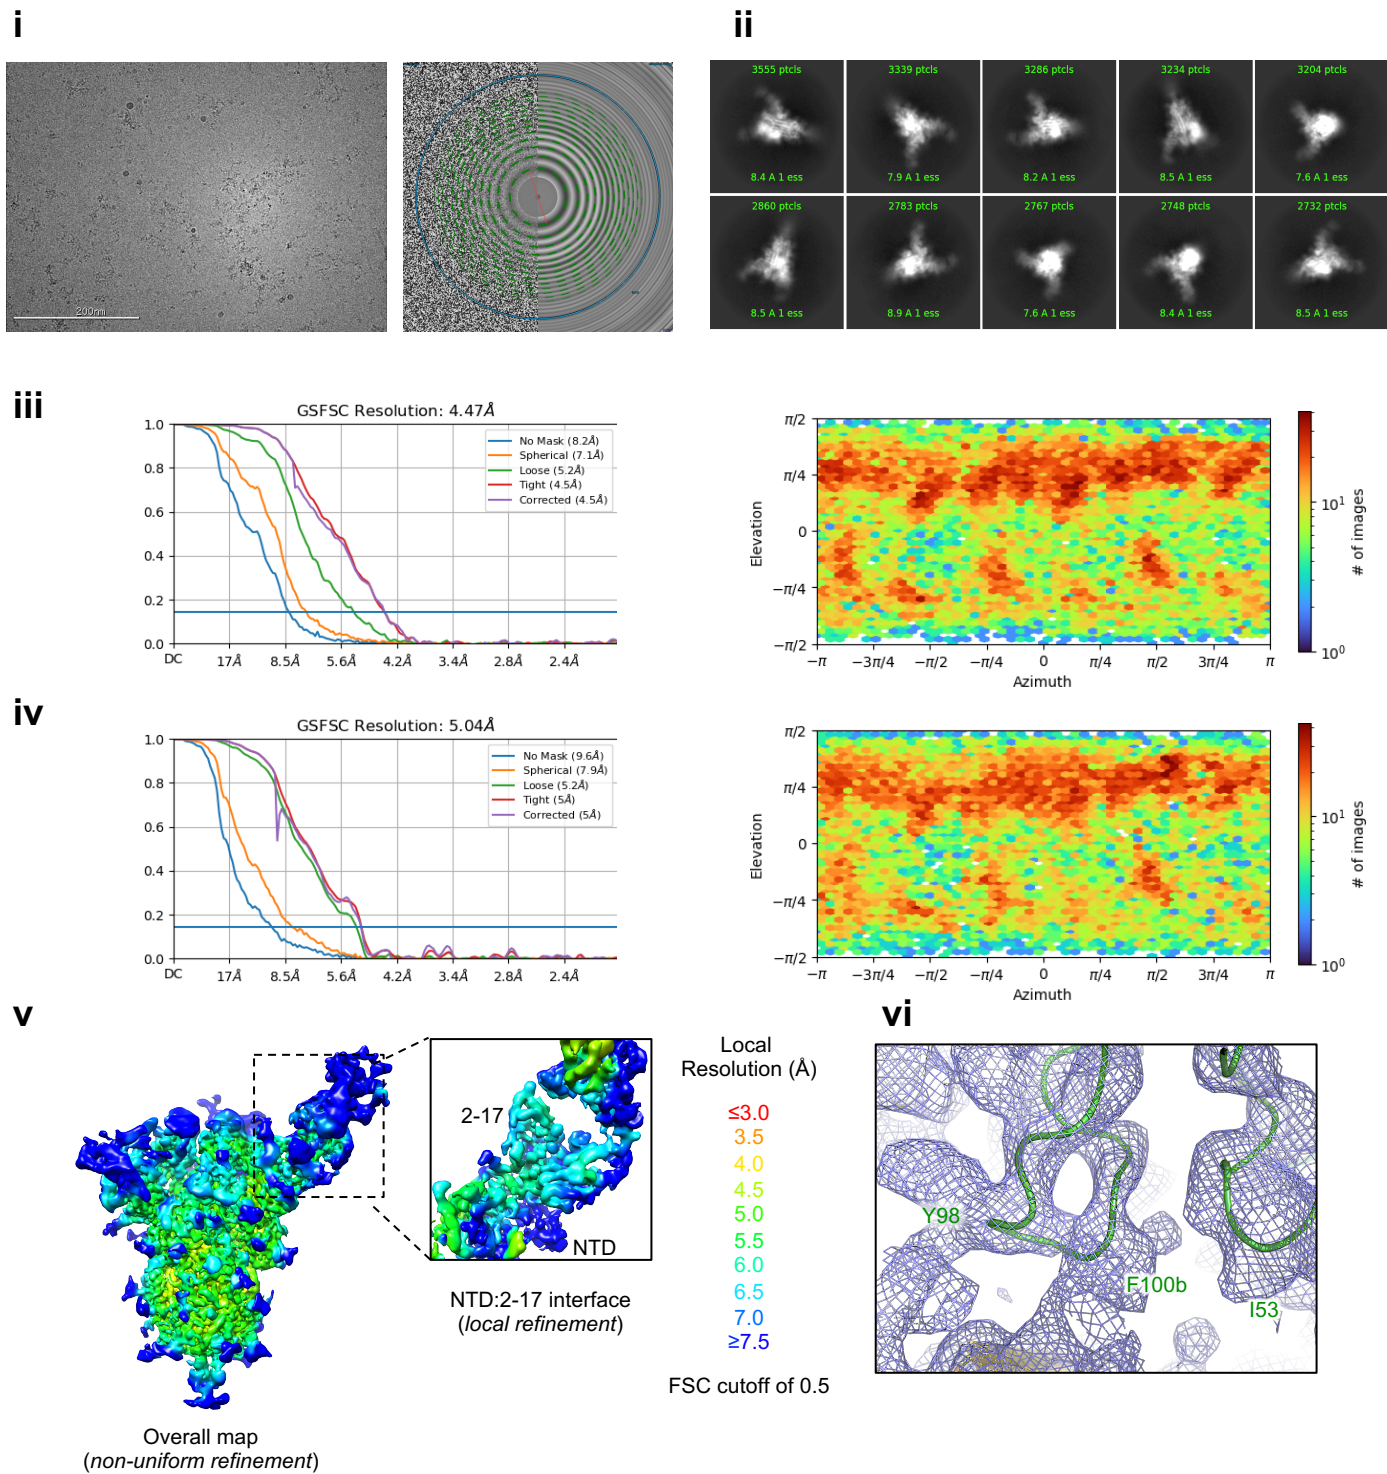 i
ii
200nm
3555 ptcls
3339 ptcls
3286 ptcls
3234 ptcls
3204 ptcls
8.4 A 1 ess
7.9 A 1 ess
8.2 A 1 ess
8.5 A 1 ess
7.6 A 1 ess
2860 ptcls
2783 ptcls
2767 ptcls
2748 ptcls
2732 ptcls
8.5 A 1 ess
8.9 A 1 ess
7.6 A 1 ess
8.4 A 1 ess
8.5 A 1 ess
iii
GSFSC Resolution: 4.47Å
1.0
0.8
0.6
0.4
0.2
0.0
No Mask (8.2Å)
Spherical (7.1Å)
Loose (5.2Å)
Tight (4.5Å)
Corrected (4.5Å)
DC 17Å 8.5Å 5.6Å 4.2Å 3.4Å 2.8Å 2.4Å
π/2
π/4
0
−π/4
−π/2
Elevation
−π −3π/4 −π/2 −π/4 0 π/4 π/2 3π/4 π
Azimuth
10¹
10⁰
# of images
iv
GSFSC Resolution: 5.04Å
1.0
0.8
0.6
0.4
0.2
0.0
No Mask (9.6Å)
Spherical (7.9Å)
Loose (5.2Å)
Tight (5Å)
Corrected (5Å)
DC 17Å 8.5Å 5.6Å 4.2Å 3.4Å 2.8Å 2.4Å
π/2
π/4
0
−π/4
−π/2
Elevation
−π −3π/4 −π/2 −π/4 0 π/4 π/2 3π/4 π
Azimuth
10¹
10⁰
# of images
v
2-17
NTD
NTD:2-17 interface
(local refinement)
Overall map
(non-uniform refinement)
Local
Resolution (Å)
≤3.0
3.5
4.0
4.5
5.0
5.5
6.0
6.5
7.0
≥7.5
FSC cutoff of 0.5
vi
Y98
F100b
I53